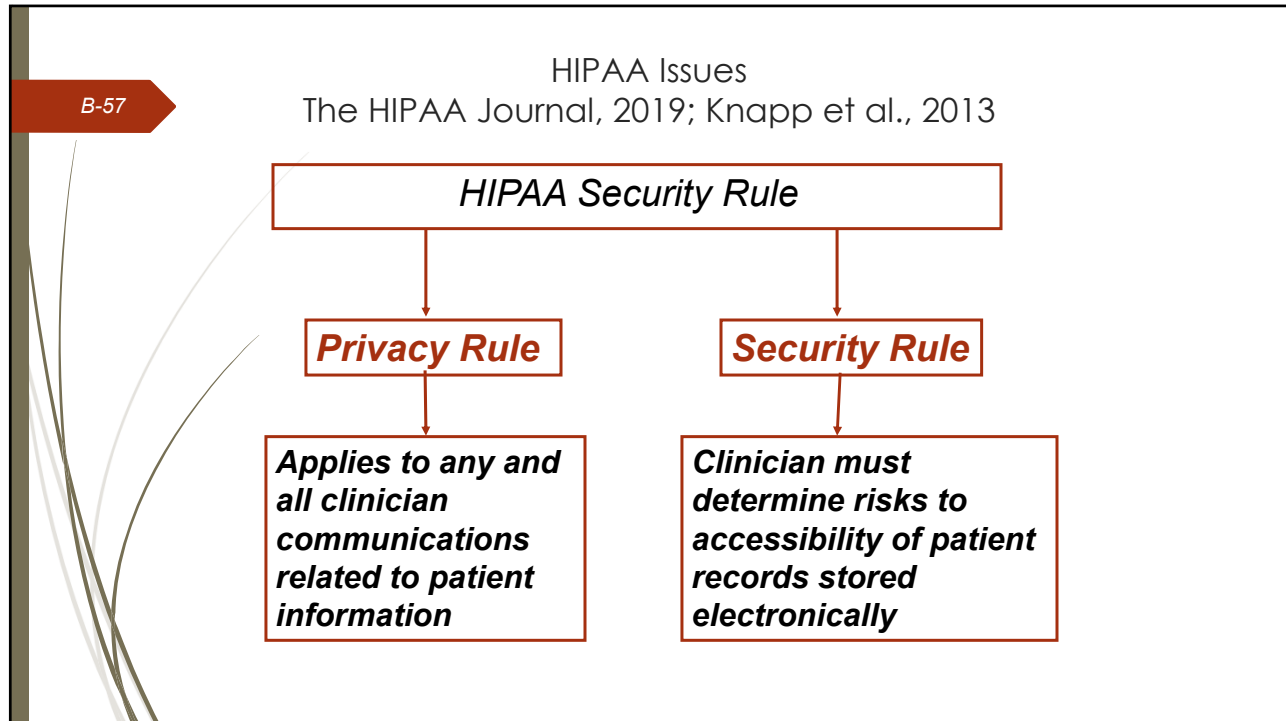 HIPAA Issues
B-57
The HIPAA Journal, 2019; Knapp et al., 2013
HIPAA Security Rule
Privacy Rule
Security Rule
Applies to any and
all clinician
communications
related to patient
information
Clinician must
determine risks to
accessibility of patient
records stored
electronically